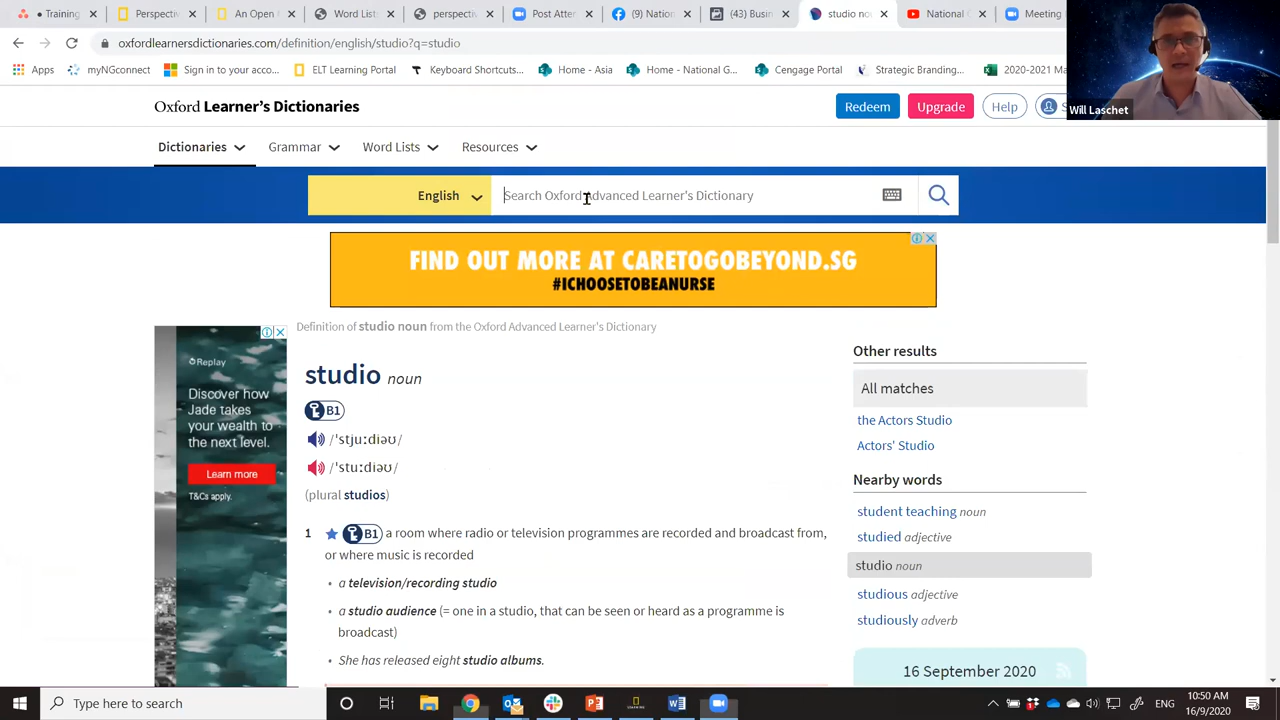 Training
Perspectiv
An Open
Word List
perspectiv
Post Atter
(9) Nation
(43) Busin
studio no
National
Meeting
oxfordlearnersdictionaries.com/definition/english/studio?q=studio
Apps
myNGconnect
Sign in to your acco...
ELT Learning Portal
Keyboard Shortcuts...
Home - Asia
Home - National G...
Cengage Portal
Strategic Branding...
2020-2021
Will Laschet
Oxford Learner's Dictionaries
Redeem
Upgrade
Help
Dictionaries
Grammar
Word Lists
Resources
English
Search Oxford Advanced Learner's Dictionary
FIND OUT MORE AT CARETOGOBEYOND.SG
#ICHOOSETOBEANURSE
Definition of studio noun from the Oxford Advanced Learner's Dictionary
Replay
Discover how
Jade takes
your wealth to
the next level.
Learn more
T&Cs apply.
studio noun
B1
/ˈstjuːdiəʊ/
/ˈstuːdiəʊ/
(plural studios)
1 B1 a room where radio or television programmes are recorded and broadcast from,
or where music is recorded
• a television/recording studio
• a studio audience (= one in a studio, that can be seen or heard as a programme is
broadcast)
• She has released eight studio albums.
Other results
All matches
the Actors Studio
Actors' Studio
Nearby words
student teaching noun
studied adjective
studio noun
studious adjective
studiously adverb
16 September 2020
Type here to search
ENG
10:50 AM
16/9/2020